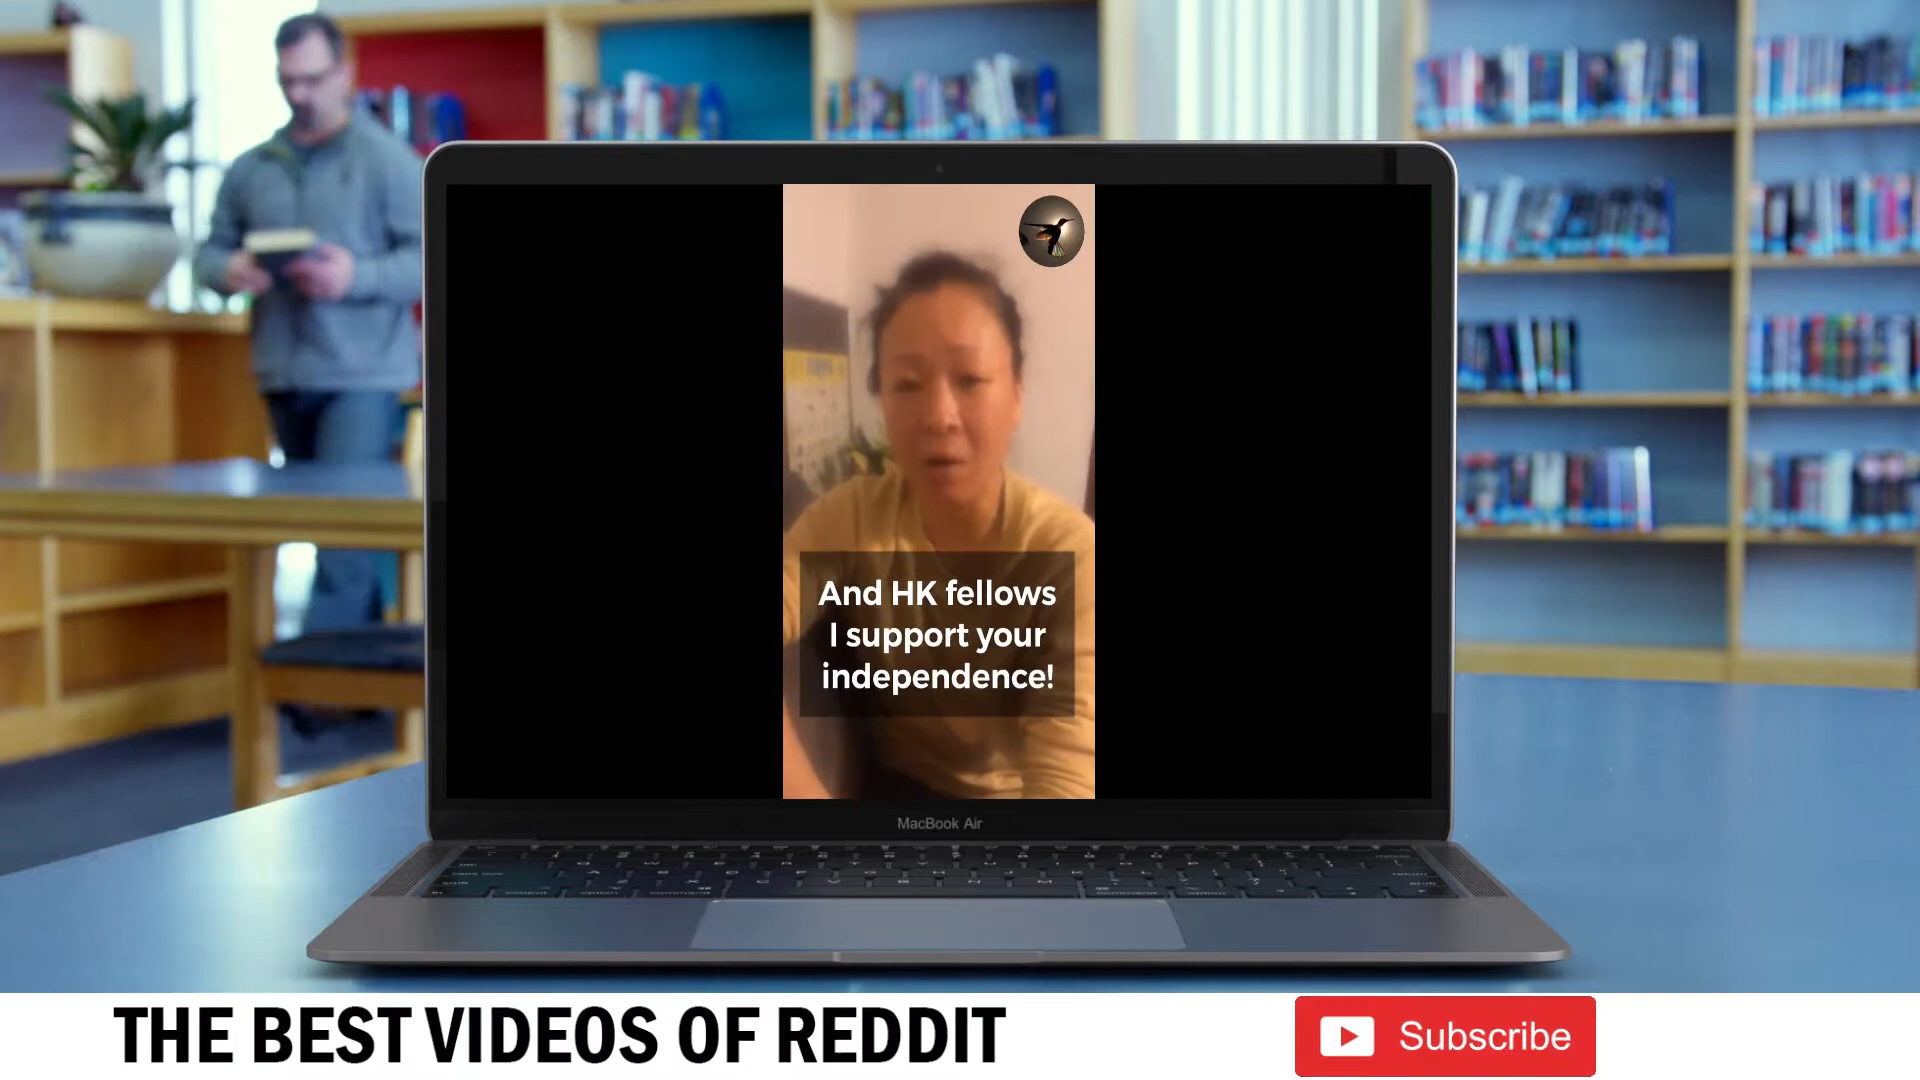 And HK fellows
I support your
independence!
MacBook Air
THE BEST VIDEOS OF REDDIT
Subscribe